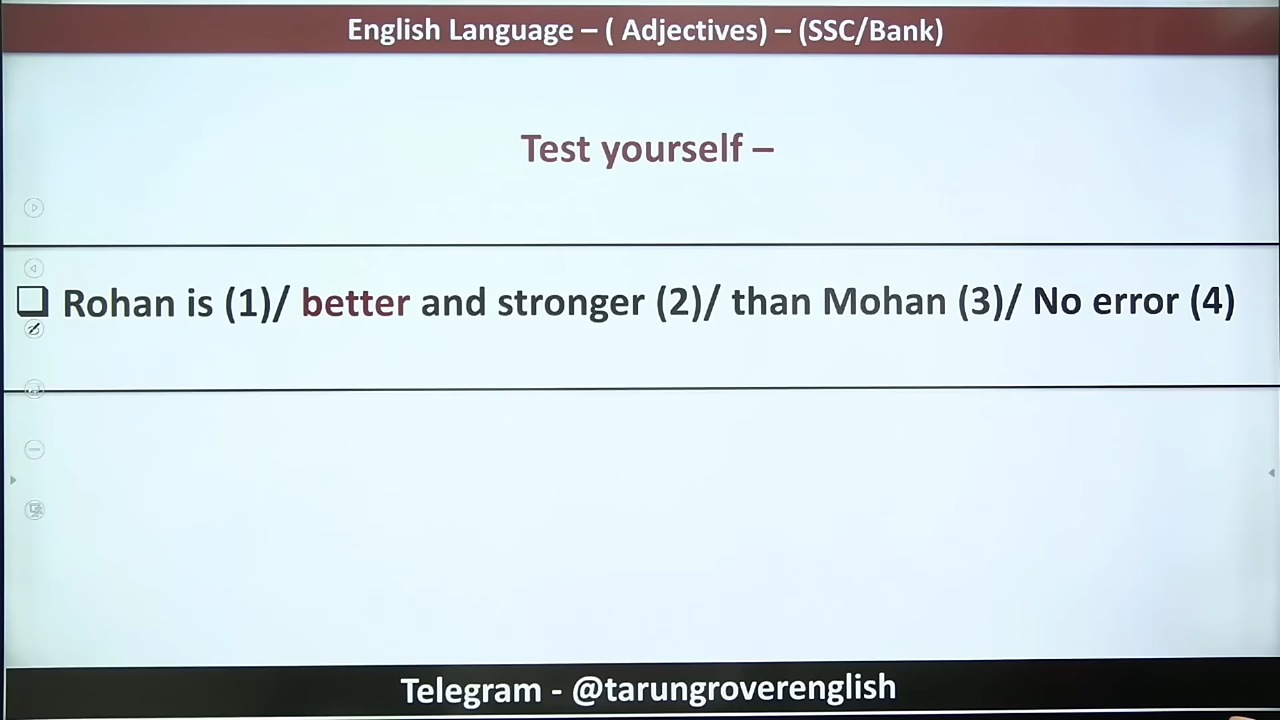 English Language – ( Adjectives) – (SSC/Bank)
Test yourself –
❑ Rohan is (1)/ better and stronger (2)/ than Mohan (3)/ No error (4)
Telegram - @tarungroverenglish